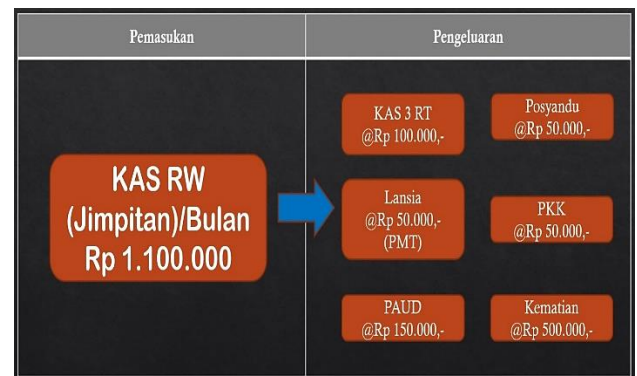 Pemasukan
Pengeluaran
KAS RW
(Jimpitan)/Bulan
Rp 1.100.000
KAS 3 RT
@Rp 100.000,-
Posyandu
@Rp 50.000,-
Lansia
@Rp 50.000,-
(PMT)
PKK
@Rp 50.000,-
PAUD
@Rp 150.000,-
Kematian
@Rp 500.000,-